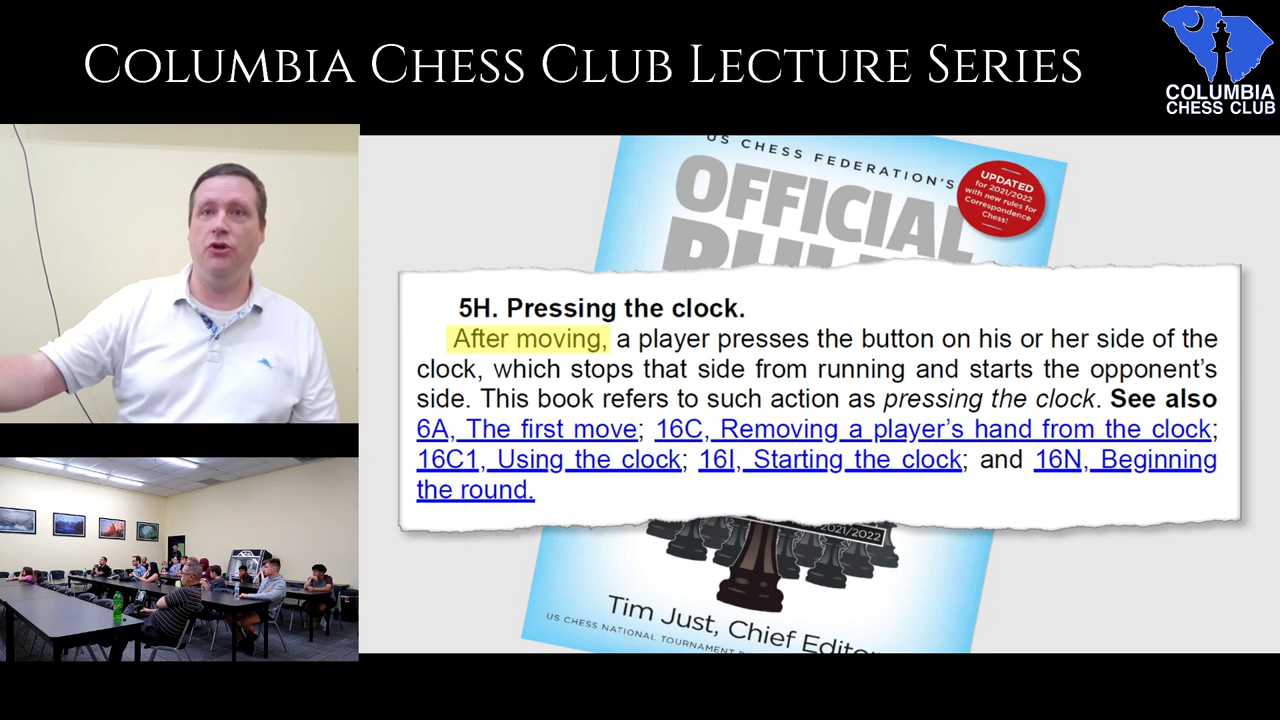 COLUMBIA CHESS CLUB LECTURE SERIES
COLUMBIA
CHESS CLUB
US CHESS FEDERATION'S
OFFICIAL
UPDATED
for 2021/2022
with new rules for
Correspondence
Chess!
5H. Pressing the clock.
After moving, a player presses the button on his or her side of the
clock, which stops that side from running and starts the opponent's
side. This book refers to such action as pressing the clock. See also
6A, The first move; 16C, Removing a player's hand from the clock;
16C1, Using the clock; 16I, Starting the clock; and 16N, Beginning
the round.
2021/2022
Tim Just, Chief
US CHESS NATIONAL TOURNAMENT